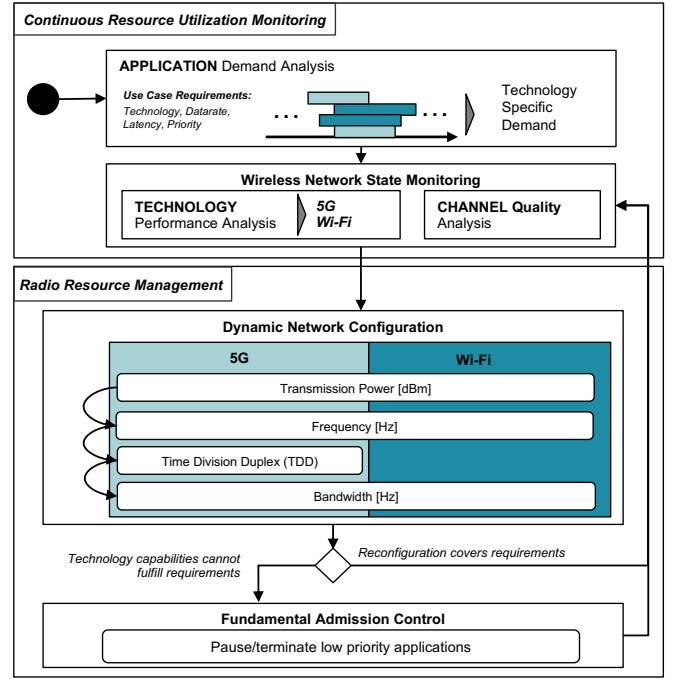 Continuous Resource Utilization Monitoring
APPLICATION Demand Analysis
Use Case Requirements:
Technology, Datarate,
Latency, Priority
...
...
Technology
Specific
Demand
Wireless Network State Monitoring
TECHNOLOGY
Performance Analysis
5G
Wi-Fi
CHANNEL Quality
Analysis
Radio Resource Management
Dynamic Network Configuration
5G
Wi-Fi
Transmission Power [dBm]
Frequency [Hz]
Time Division Duplex (TDD)
Bandwidth [Hz]
Technology capabilities cannot
fulfill requirements
Reconfiguration covers requirements
Fundamental Admission Control
Pause/terminate low priority applications